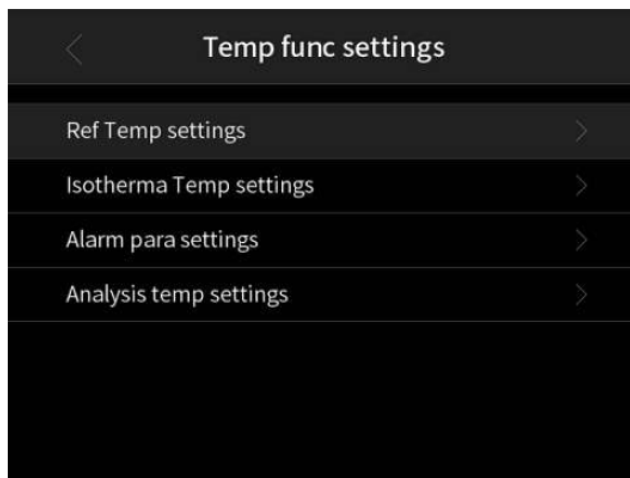 Temp func settings
Ref Temp settings
Isotherma Temp settings
Alarm para settings
Analysis temp settings